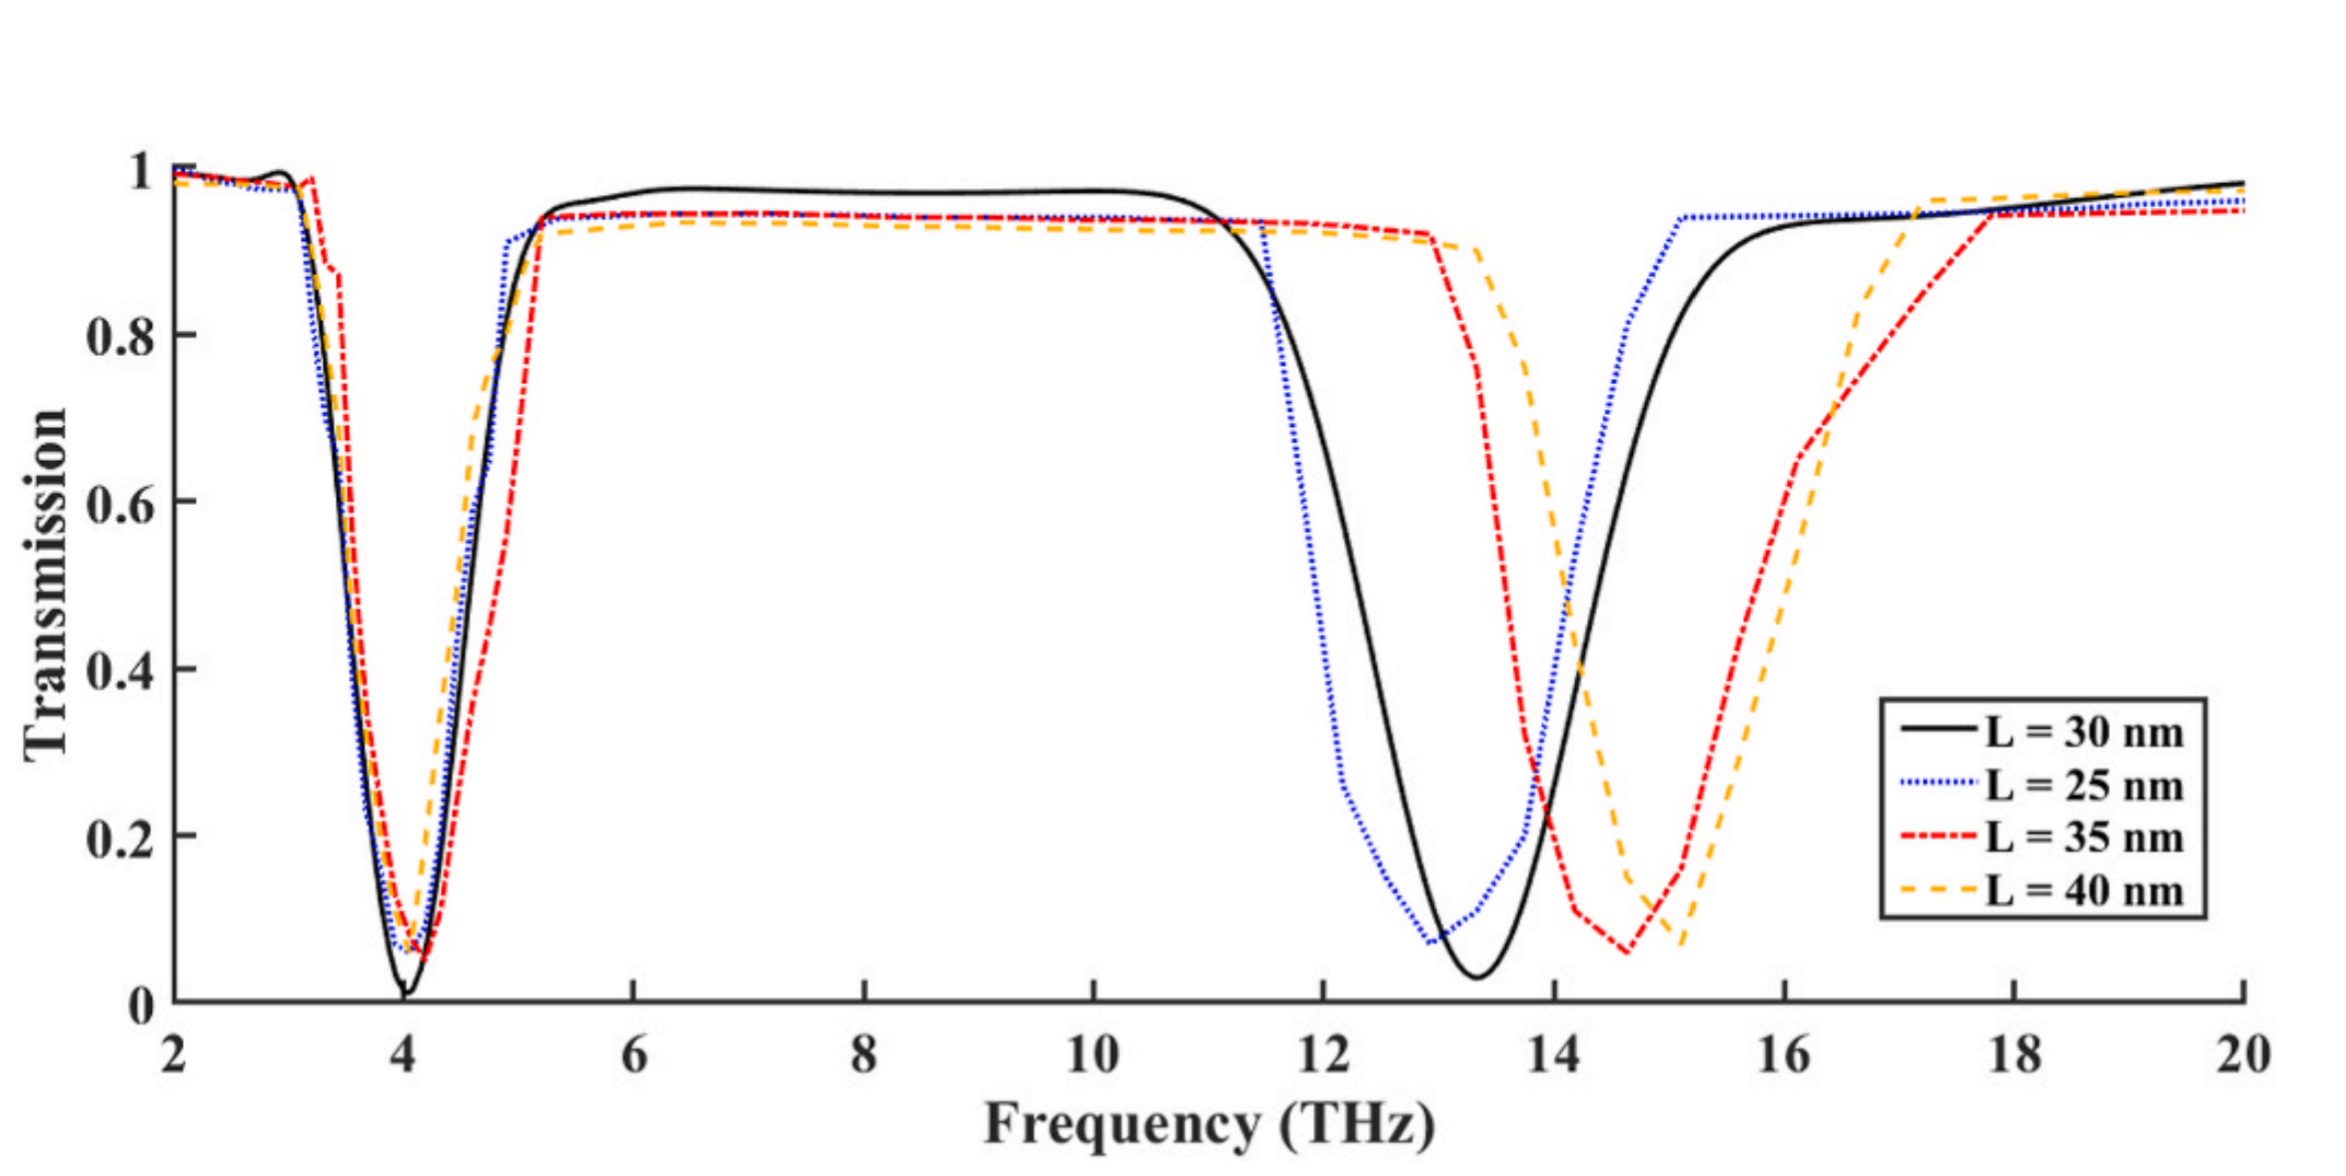 1
0.8
0.6
0.4
0.2
0
Transmission
2 4 6 8 10 12 14 16 18 20
Frequency (THz)
L = 30 nm
L = 25 nm
L = 35 nm
L = 40 nm